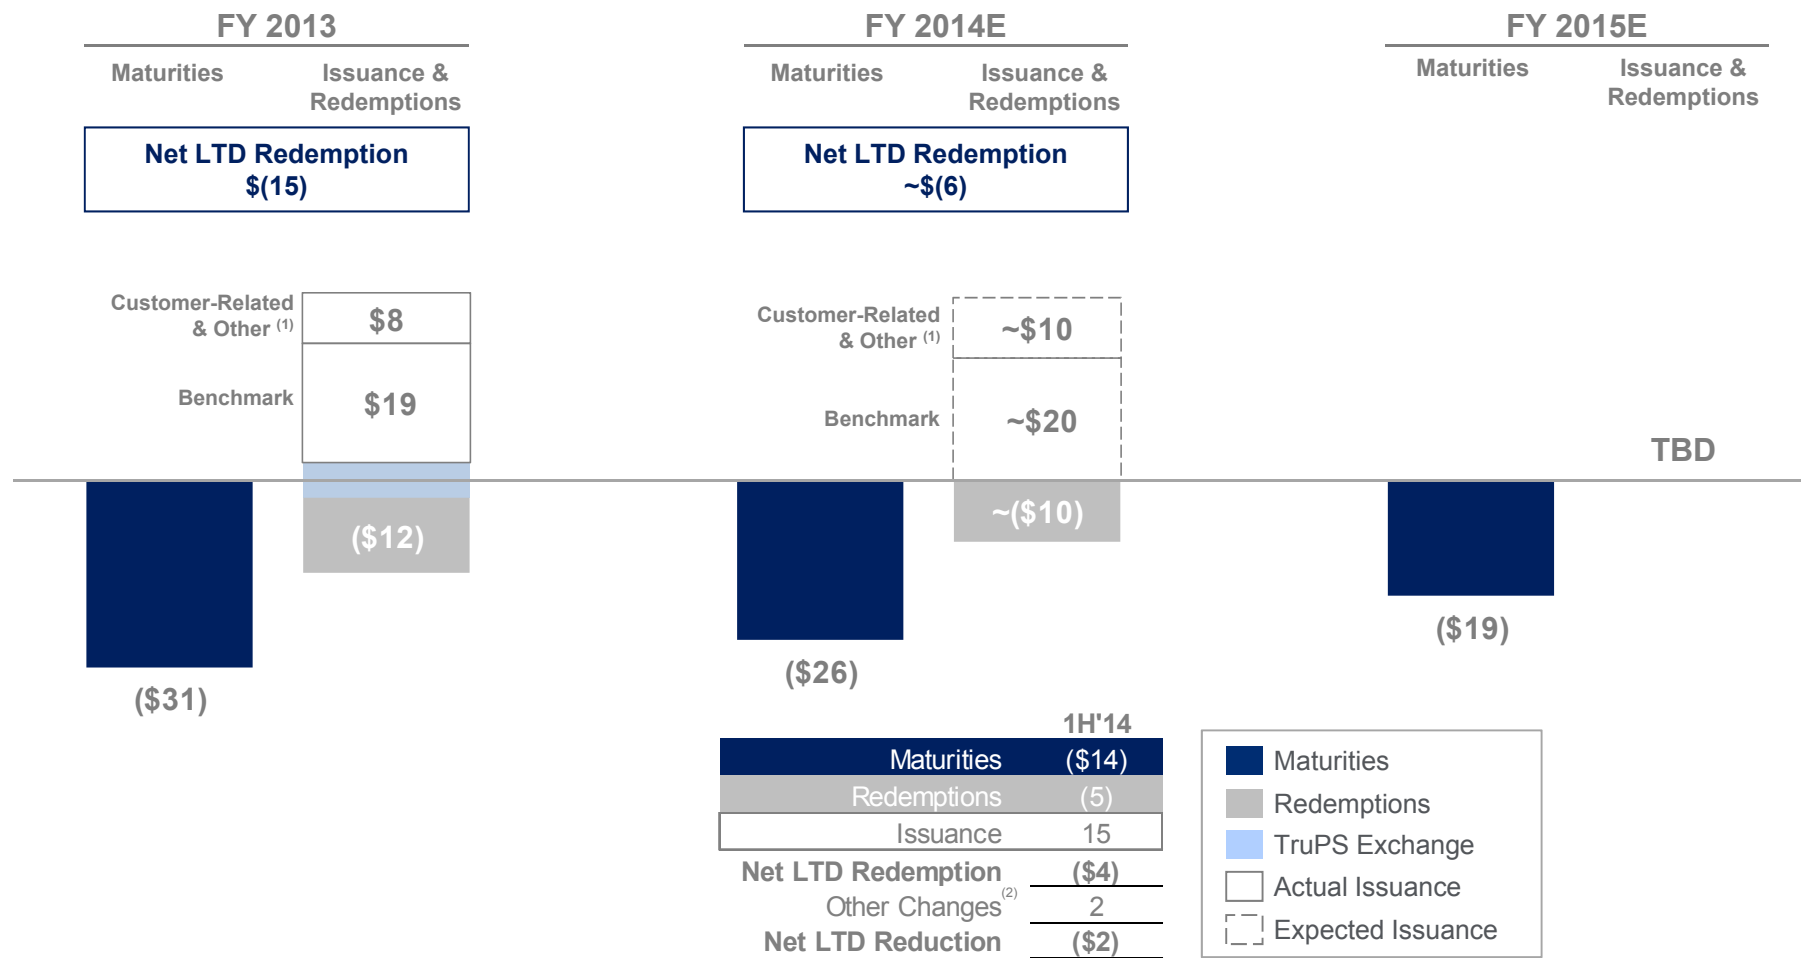 FY 2013
Maturities
Issuance &
Redemptions
Net LTD Redemption
$(15)
Customer-Related
& Other (1)
$8
Benchmark
$19
($12)
($31)
FY 2014E
Maturities
Issuance &
Redemptions
Net LTD Redemption
~$(6)
Customer-Related
& Other (1)
~$10
Benchmark
~$20
~($10)
($26)
FY 2015E
Maturities
Issuance &
Redemptions
TBD
($19)
1H'14
Maturities ($14)
Redemptions (5)
Issuance 15
Net LTD Redemption ($4)
Other Changes(2) 2
Net LTD Reduction ($2)
Maturities
Redemptions
TruPS Exchange
Actual Issuance
Expected Issuance